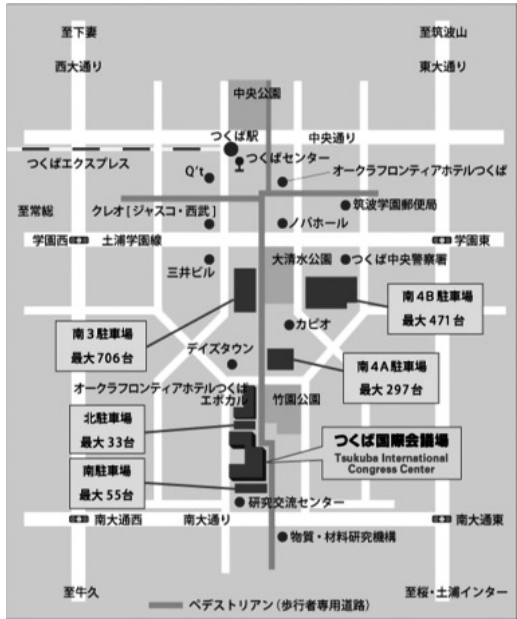 至下妻
至筑波山
西大通り
東大通り
中央公園
つくば駅
中央通り
つくばエクスプレス
つくばセンター
オークラフロンティアホテルつくば
Q't
至常総
クレオ [ジャスコ・西武]
筑波学園郵便局
ノバホール
学園西
土浦学園線
学園東
三井ビル
大清水公園
つくば中央警察署
南4B駐車場
最大 471台
南3駐車場
最大 706台
カピオ
デイズタウン
南4A駐車場
最大 297台
オークラフロンティアホテルつくば
エポカル
竹園公園
北駐車場
最大 33台
つくば国際会議場
Tsukuba International
Congress Center
南駐車場
最大 55台
研究交流センター
南大通西
南大通り
南大通東
物質・材料研究機構
至牛久
至桜・土浦インター
ペデストリアン (歩行者専用道路)